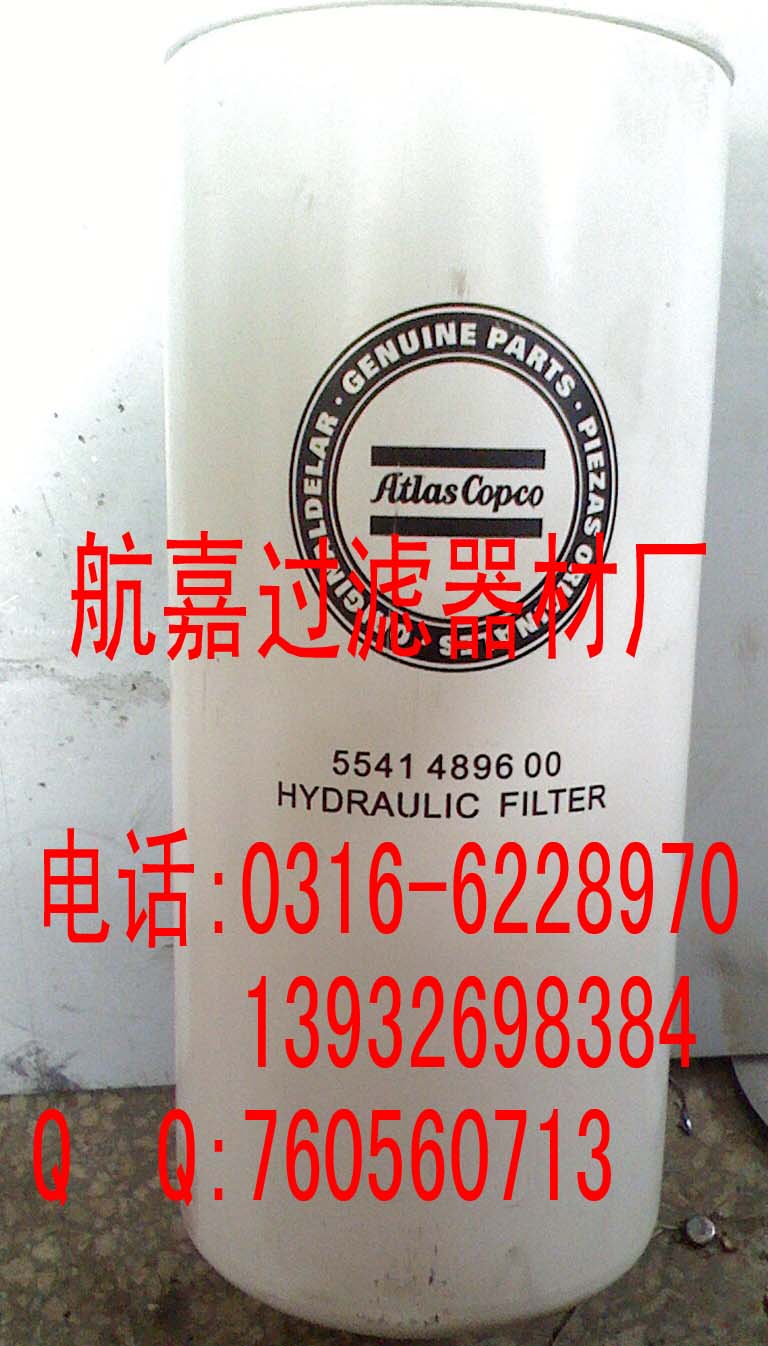 GENUINE PARTS · PIEZAS
Atlas Copco
航嘉过滤器材厂
5541 4896 00
HYDRAULIC FILTER
电话:0316-6228970
13932698384
Q Q:760560713